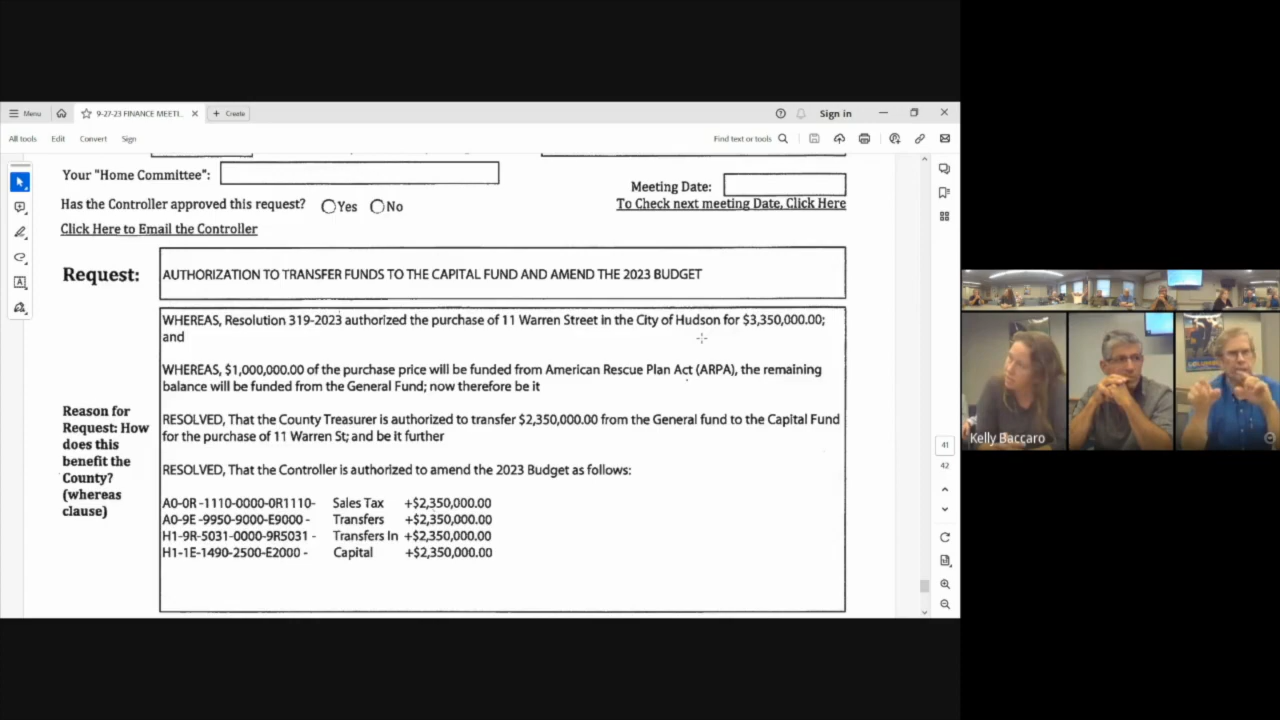 Menu
9-27-23 FINANCE MEETI...
Create
Sign in
All tools
Edit
Convert
Sign
Find text or tools
Your "Home Committee":
Meeting Date:
Has the Controller approved this request?
Yes
No
To Check next meeting Date, Click Here
Click Here to Email the Controller
Request:
AUTHORIZATION TO TRANSFER FUNDS TO THE CAPITAL FUND AND AMEND THE 2023 BUDGET
Reason for
Request: How
does this
benefit the
County?
(whereas
clause)
WHEREAS, Resolution 319-2023 authorized the purchase of 11 Warren Street in the City of Hudson for $3,350,000.00;
and
WHEREAS, $1,000,000.00 of the purchase price will be funded from American Rescue Plan Act (ARPA), the remaining
balance will be funded from the General Fund; now therefore be it
RESOLVED, That the County Treasurer is authorized to transfer $2,350,000.00 from the General fund to the Capital Fund
for the purchase of 11 Warren St; and be it further
RESOLVED, That the Controller is authorized to amend the 2023 Budget as follows:
A0-0R -1110-0000-0R1110- Sales Tax +$2,350,000.00
A0-9E -9950-9000-E9000 - Transfers +$2,350,000.00
H1-9R-5031-0000-9R5031 - Transfers In +$2,350,000.00
H1-1E-1490-2500-E2000 - Capital +$2,350,000.00
41
42
Kelly Baccaro